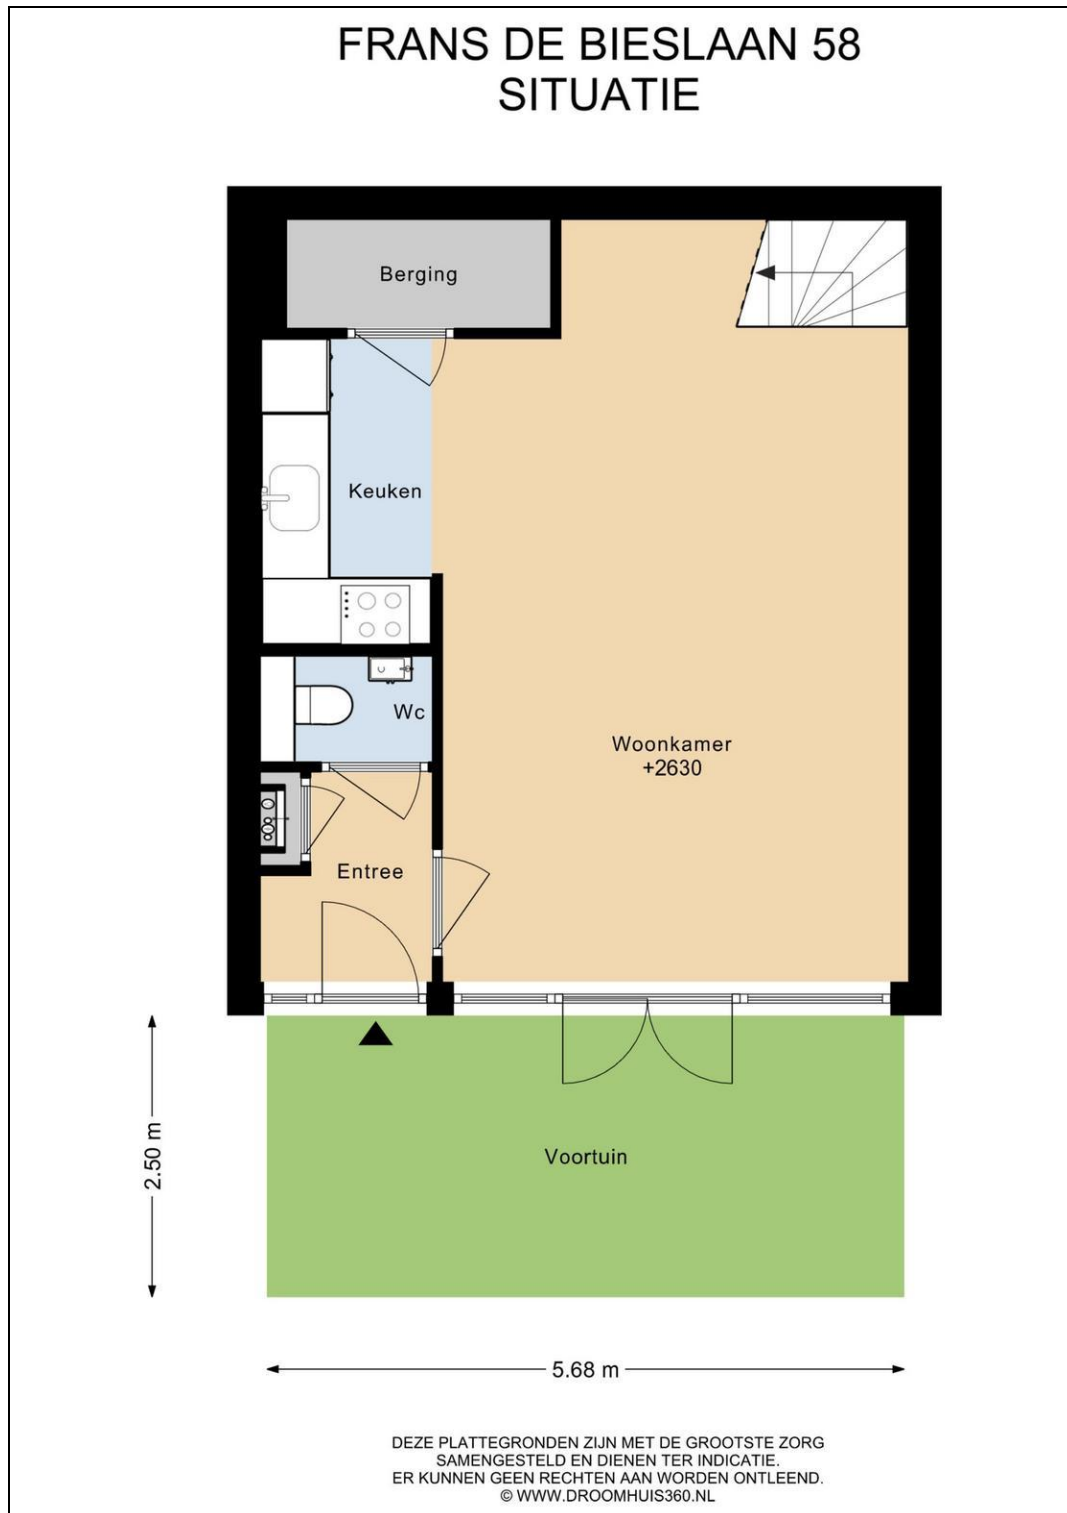 FRANS DE BIESLAAN 58
SITUATIE
Berging
Keuken
Wc
Woonkamer
+2630
Entree
2.50 m
Voortuin
5.68 m
DEZE PLATTEGRONDEN ZIJN MET DE GROOTSTE ZORG
SAMENGESTELD EN DIENEN TER INDICATIE.
ER KUNNEN GEEN RECHTEN AAN WORDEN ONTLEEND.
© WWW.DROOMHUIS360.NL